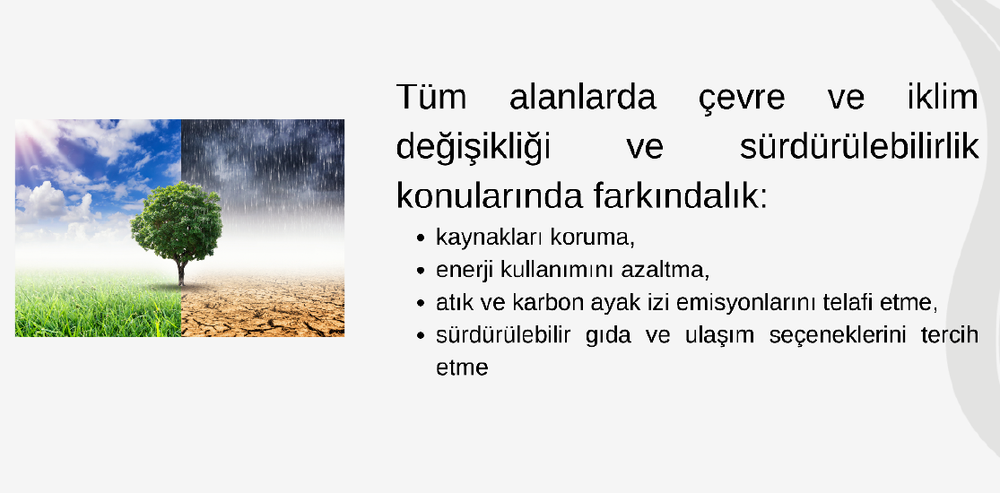 Tüm alanlarda çevre ve iklim
değişikliği ve sürdürülebilirlik
konularında farkındalık:
• kaynakları koruma,
• enerji kullanımını azaltma,
• atık ve karbon ayak izi emisyonlarını telafi etme,
• sürdürülebilir gıda ve ulaşım seçeneklerini tercih
etme